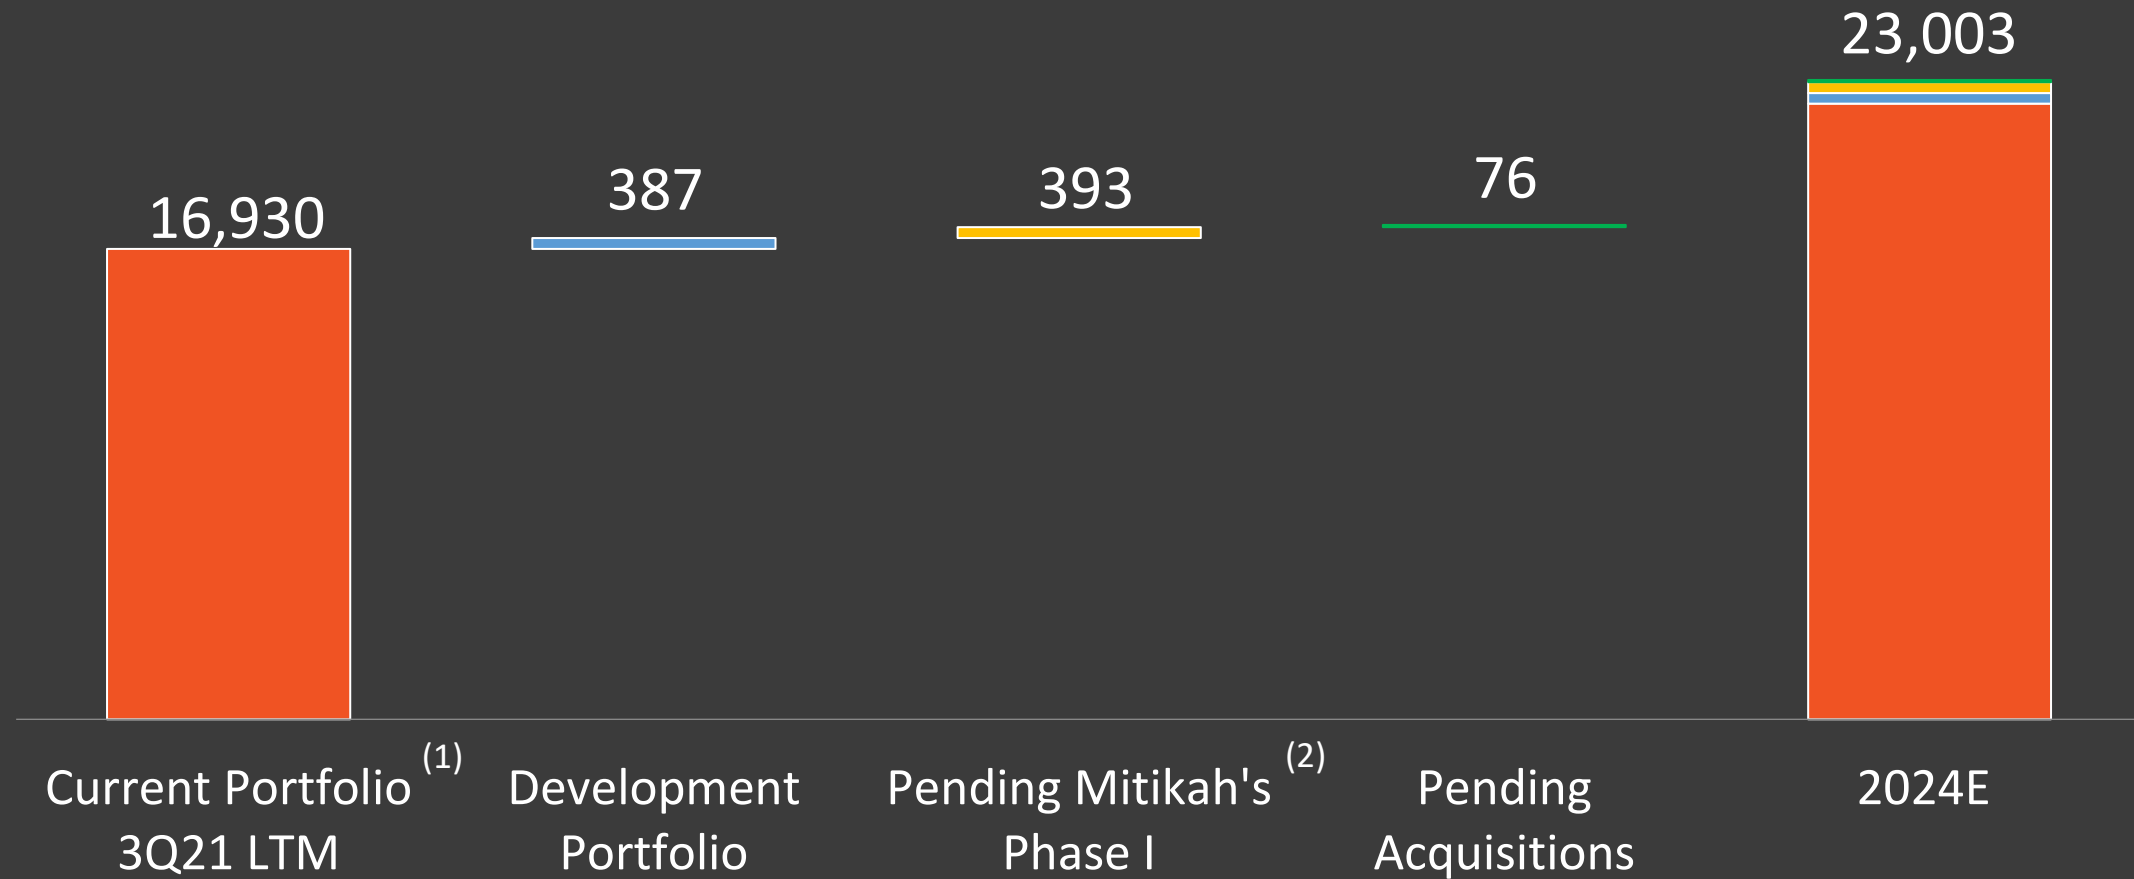 23,003
16,930
387
393
76
Current Portfolio (1)
3Q21 LTM
Development
Portfolio
Pending Mitikah's (2)
Phase I
Pending
Acquisitions
2024E